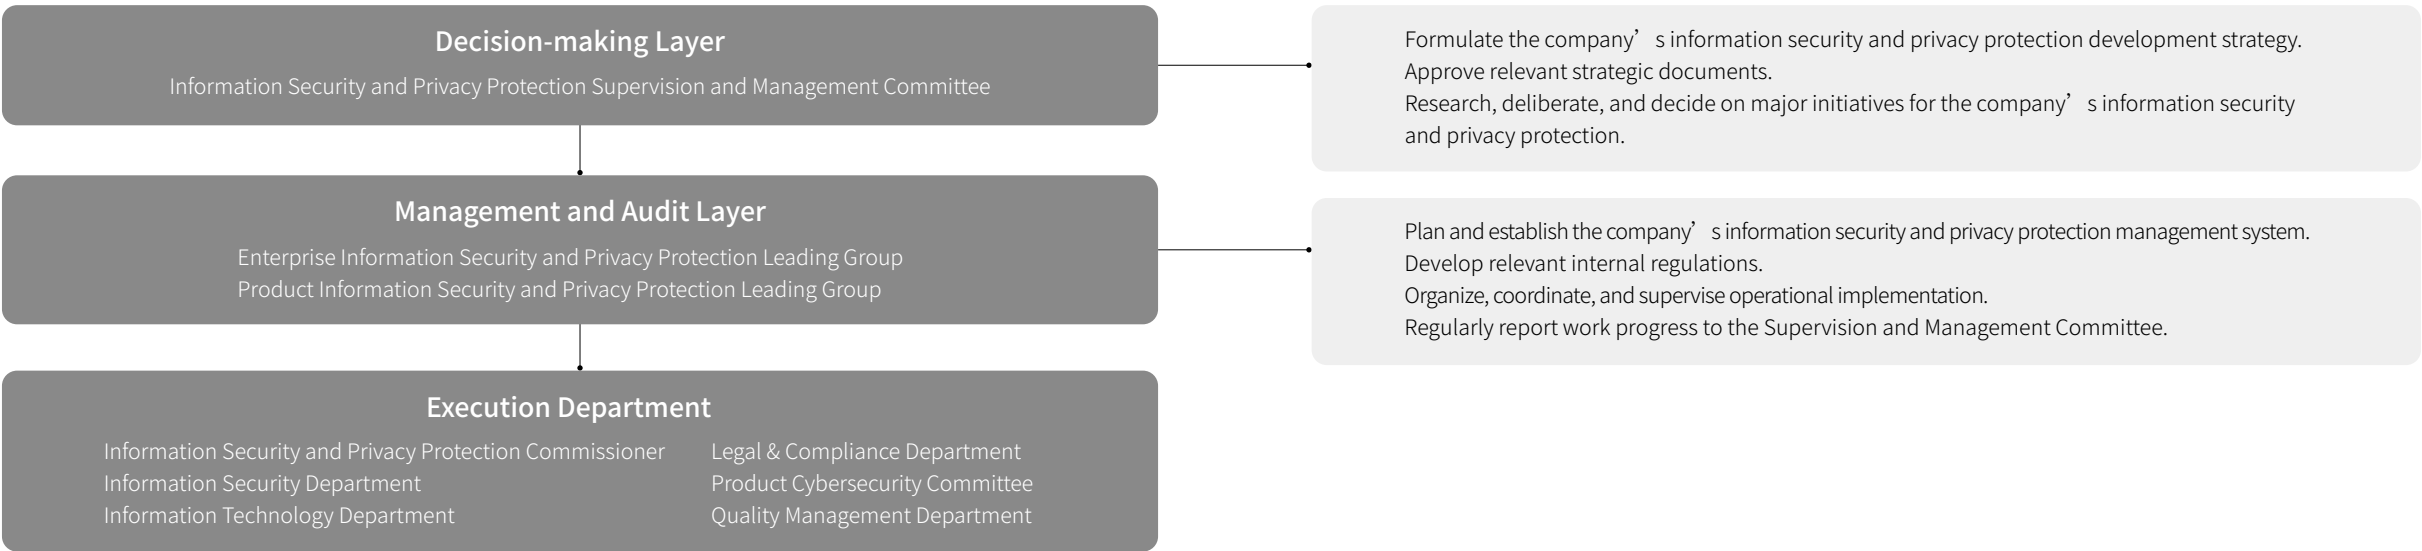 Decision-making Layer
Information Security and Privacy Protection Supervision and Management Committee
Formulate the company’s information security and privacy protection development strategy.
Approve relevant strategic documents.
Research, deliberate, and decide on major initiatives for the company’s information security
and privacy protection.
Management and Audit Layer
Enterprise Information Security and Privacy Protection Leading Group
Product Information Security and Privacy Protection Leading Group
Plan and establish the company’s information security and privacy protection management system.
Develop relevant internal regulations.
Organize, coordinate, and supervise operational implementation.
Regularly report work progress to the Supervision and Management Committee.
Execution Department
Information Security and Privacy Protection Commissioner
Information Security Department
Information Technology Department
Legal & Compliance Department
Product Cybersecurity Committee
Quality Management Department